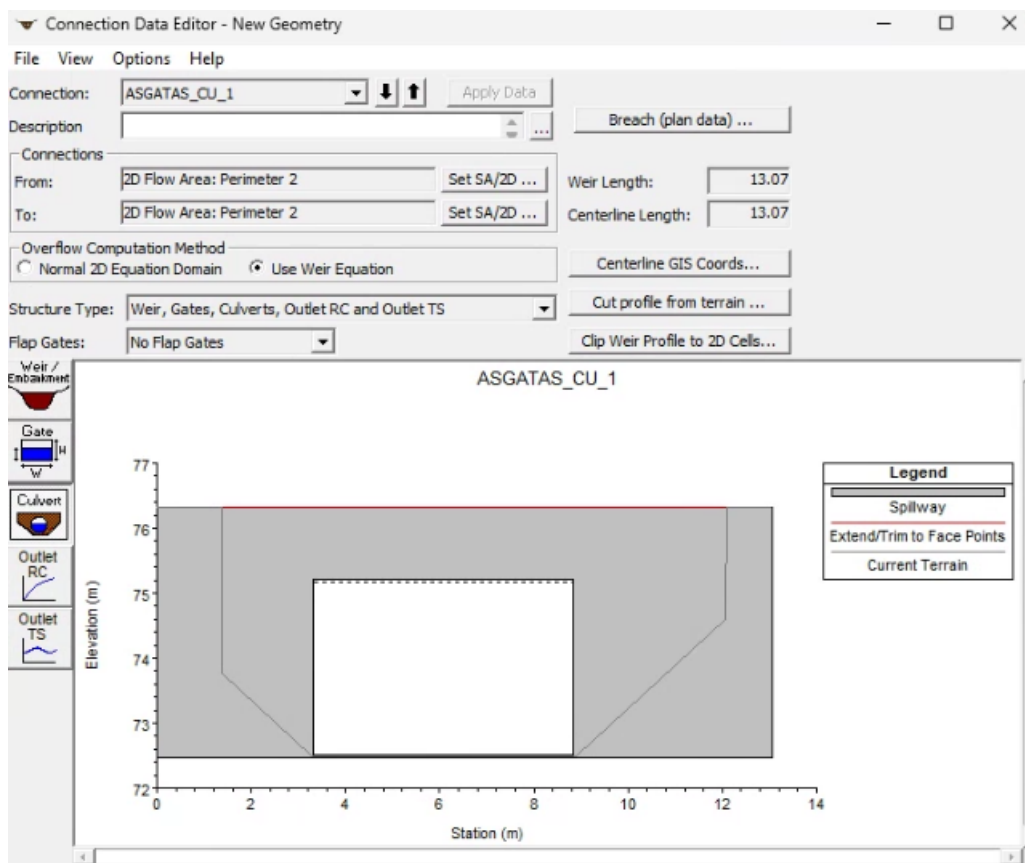 Connection Data Editor - New Geometry
File View Options Help
Connection: ASGATAS_CU_1 Apply Data
Description ... Breach (plan data) ...
Connections
From: 2D Flow Area: Perimeter 2 Set SA/2D ... Weir Length: 13.07
To: 2D Flow Area: Perimeter 2 Set SA/2D ... Centerline Length: 13.07
Overflow Computation Method
Normal 2D Equation Domain Use Weir Equation Centerline GIS Coords...
Structure Type: Weir, Gates, Culverts, Outlet RC and Outlet TS Cut profile from terrain ...
Flap Gates: No Flap Gates Clip Weir Profile to 2D Cells...
Weir /
Embankment
Gate
H
W
Culvert
Outlet
RC
Outlet
TS
ASGATAS_CU_1
77
76
75
74
73
72
Elevation (m)
0 2 4 6 8 10 12 14
Station (m)
Legend
Spillway
Extend/Trim to Face Points
Current Terrain